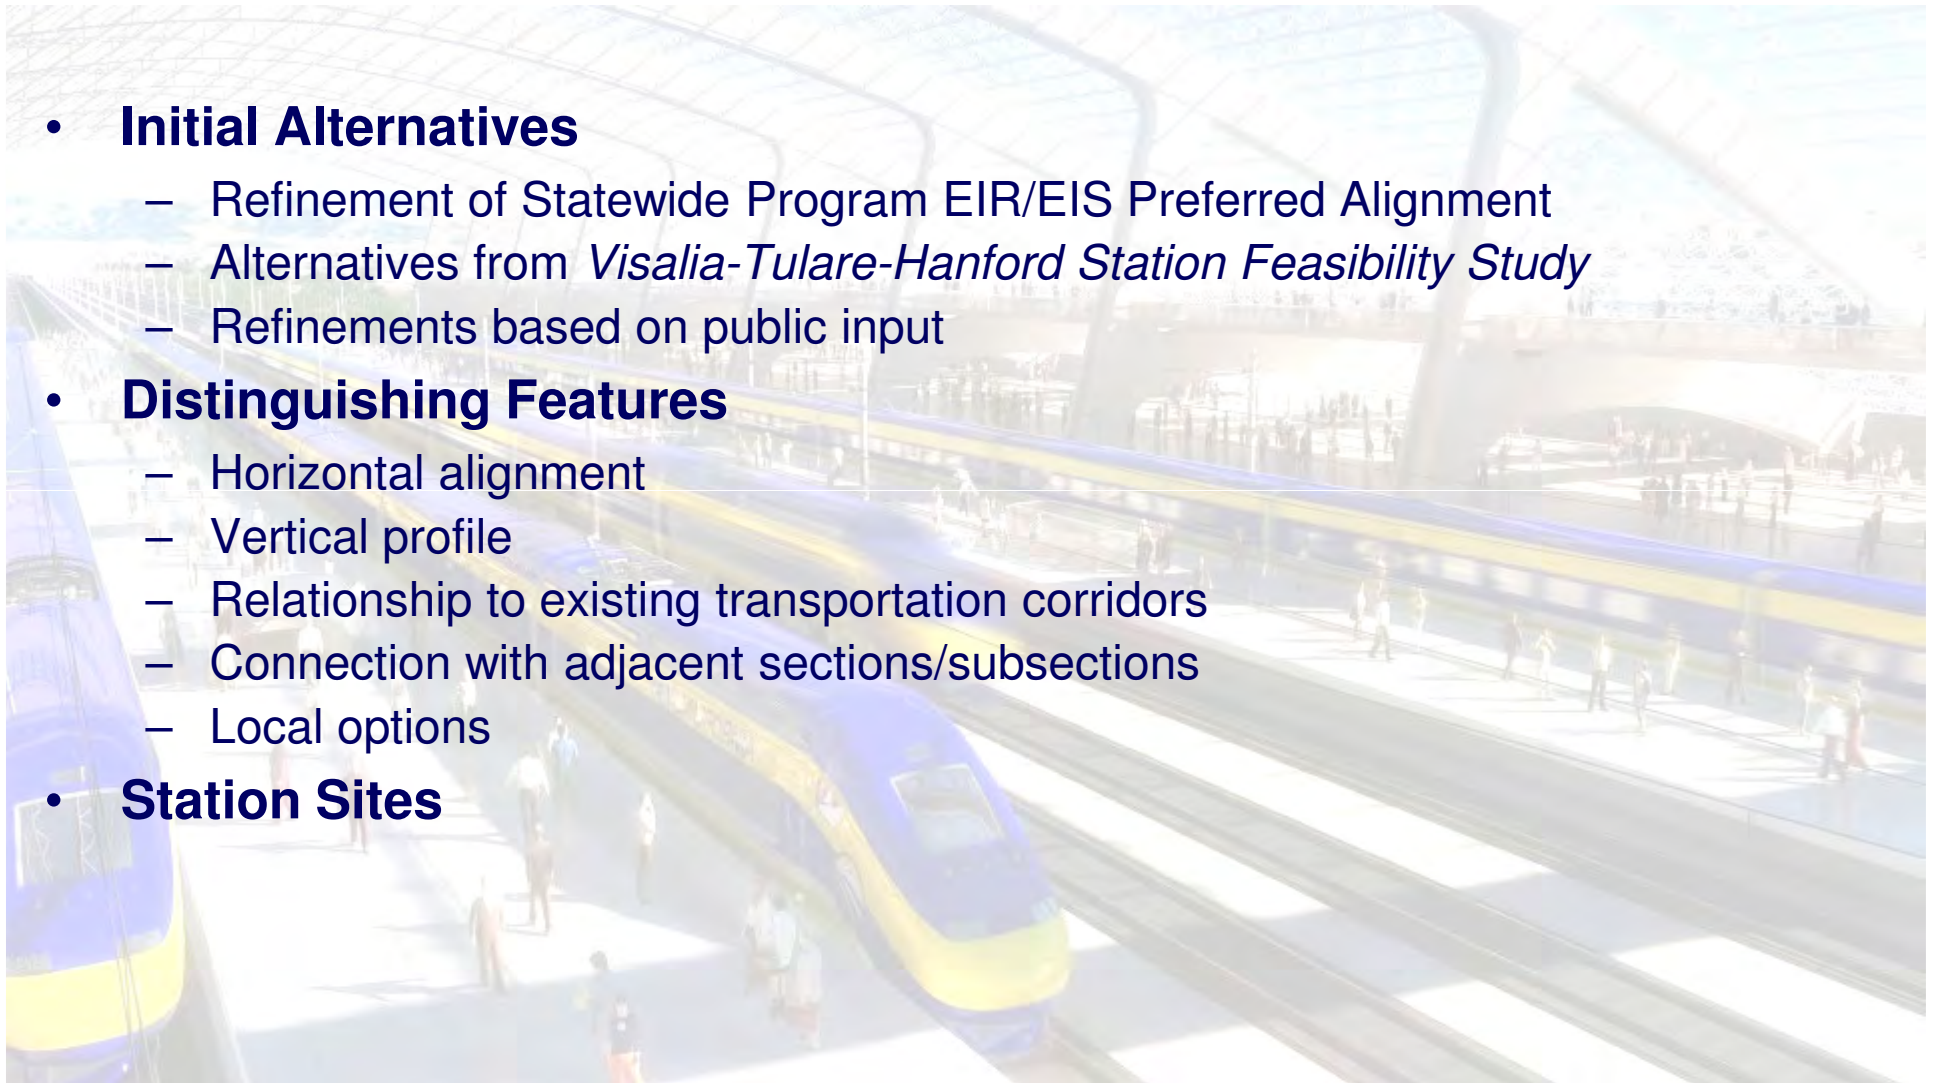 • Initial Alternatives
– Refinement of Statewide Program EIR/EIS Preferred Alignment
– Alternatives from Visalia-Tulare-Hanford Station Feasibility Study
– Refinements based on public input
• Distinguishing Features
– Horizontal alignment
– Vertical profile
– Relationship to existing transportation corridors
– Connection with adjacent sections/subsections
– Local options
• Station Sites